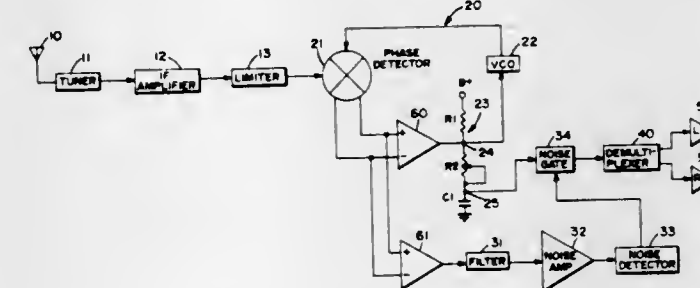 20
10
11
12
13
21
22
TUNER
IF
AMPLIFIER
LIMITER
PHASE
DETECTOR
VCO
B+
60
R1
23
24
R2
34
40
NOISE
GATE
DEMULTI-
PLEXER
C1
25
61
31
32
33
FILTER
NOISE
AMP
NOISE
DETECTOR
+
−
+
−